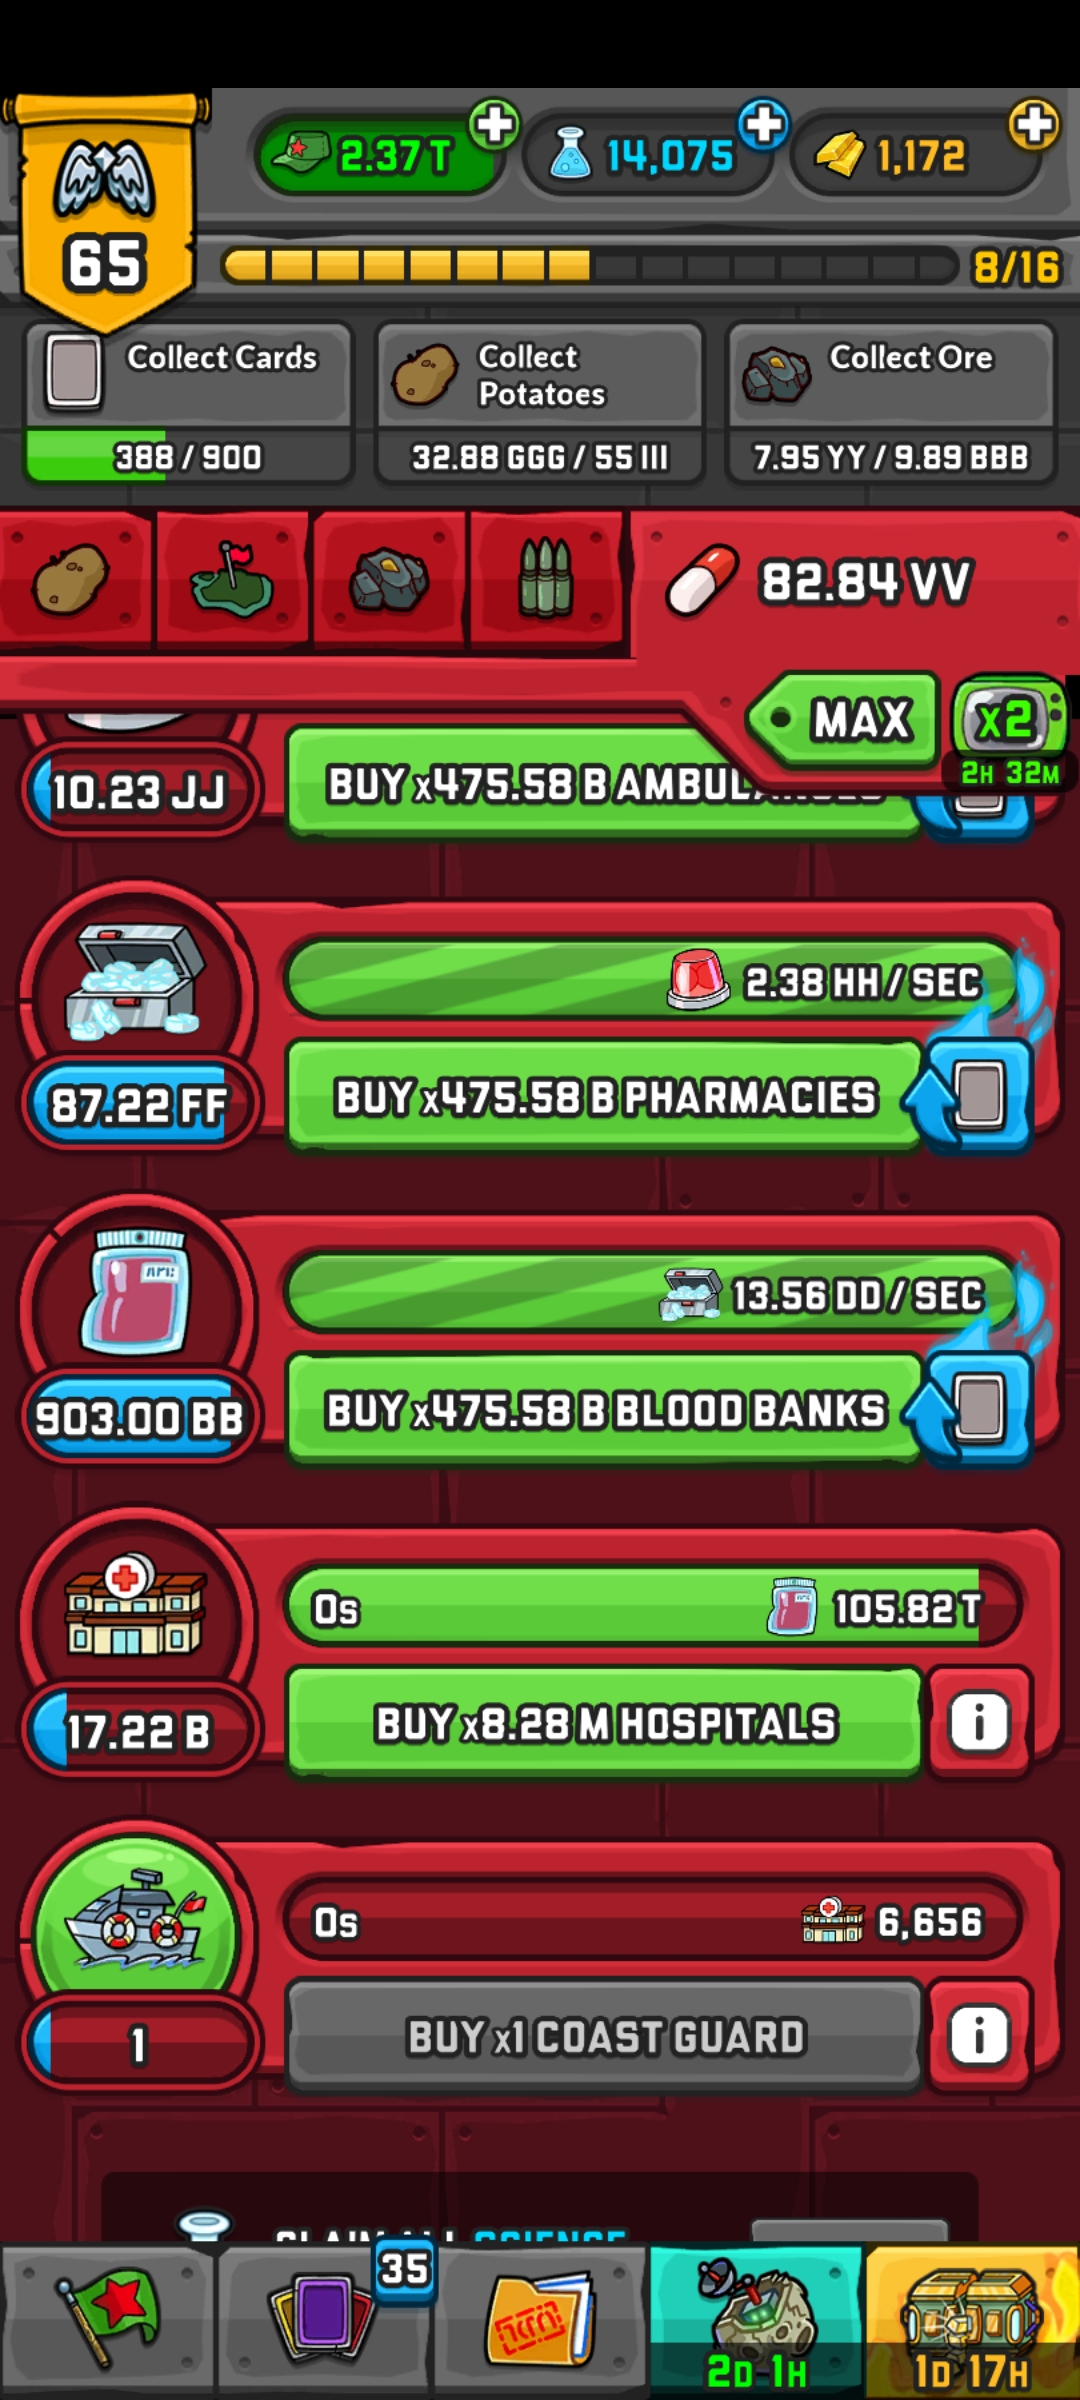 2.37 T
14,075
1,172
65
8/16
Collect Cards
388 / 900
Collect
Potatoes
32.88 GGG / 55 III
Collect Ore
7.95 YY / 9.89 BBB
82.84 VV
MAX
x2
2H 32M
10.23 JJ
BUY x475.58 B
87.22 FF
2.38 HH / SEC
BUY x475.58 B PHARMACIES
903.00 BB
13.56 DD / SEC
BUY x475.58 B BLOOD BANKS
17.22 B
0s
105.82 T
BUY x8.28 M HOSPITALS
i
1
0s
6,656
BUY x1 COAST GUARD
i
35
2D 1H
1D 17H